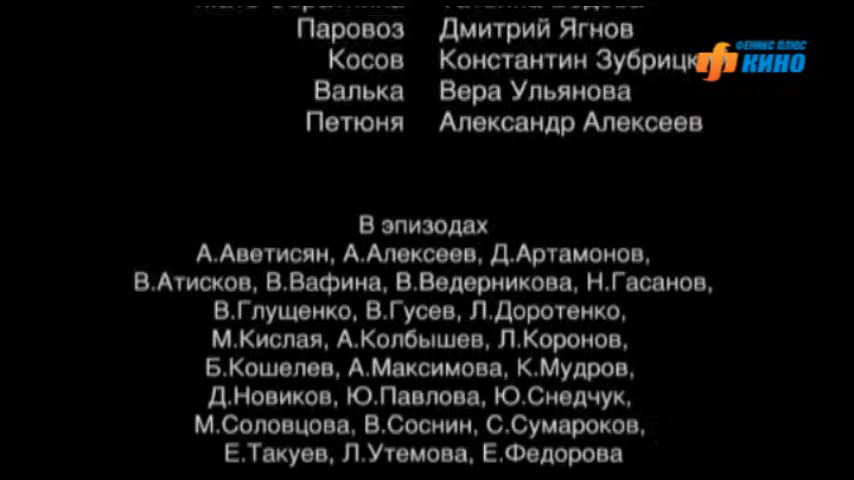 Паровоз Дмитрий Ягнов
ФЕНИКС ПЛЮС
КИНО
Косов Константин
Валька Вера Ульянова
Петюня Александр Алексеев
В эпизодах
А.Аветисян, А.Алексеев, Д.Артамонов,
В.Атисков, В.Вафина, В.Ведерникова, Н.Гасанов,
В.Глущенко, В.Гусев, Л.Доротенко,
М.Кислая, А.Колбышев, Л.Коронов,
Б.Кошелев, А.Максимова, К.Мудров,
Д.Новиков, Ю.Павлова, Ю.Снедчук,
М.Соловцова, В.Соснин, С.Сумароков,
Е.Такуев, Л.Утемова, Е.Федорова